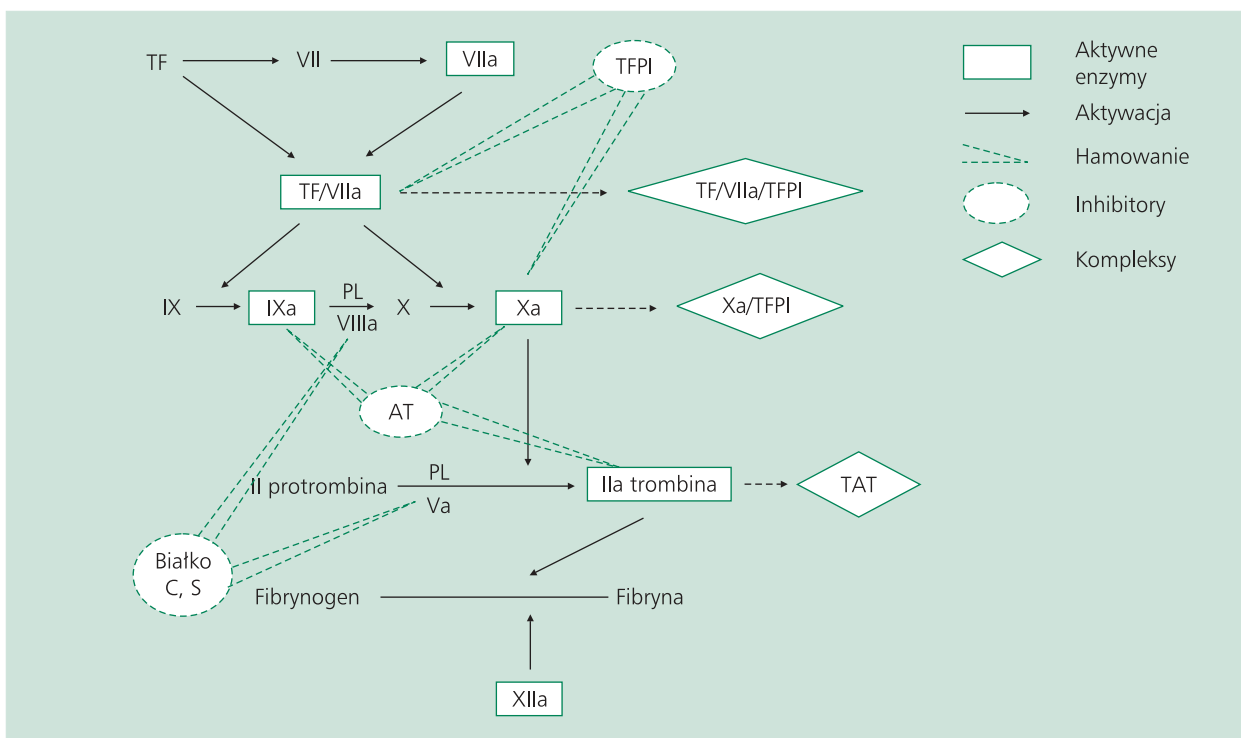 TF
VII
VIIa
TFPI
TF/VIIa
TF/VIIa/TFPI
IX
IXa
PL
VIIIa
X
Xa
Xa/TFPI
AT
II protrombina
PL
Va
IIa trombina
TAT
Białko
C, S
Fibrynogen
Fibryna
XIIa
Aktywne
enzymy
Aktywacja
Hamowanie
Inhibitory
Kompleksy